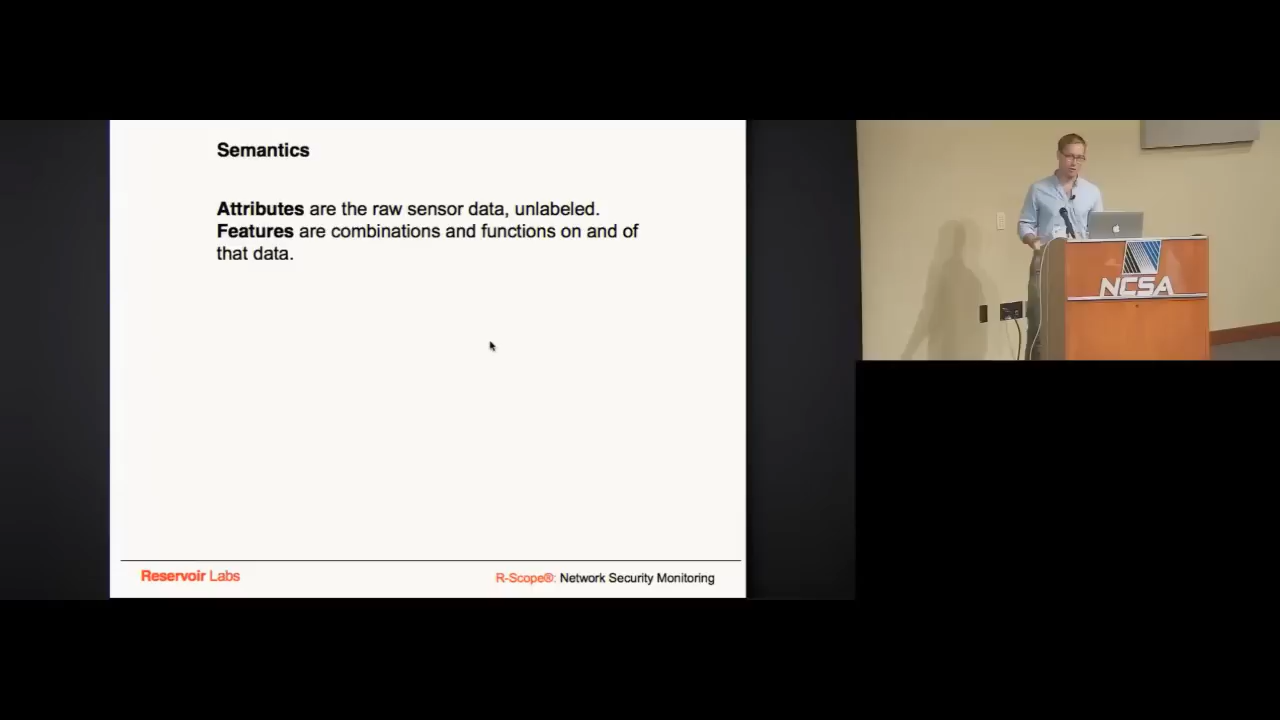 Semantics
Attributes are the raw sensor data, unlabeled.
Features are combinations and functions on and of
that data.
Reservoir Labs
R-Scope®: Network Security Monitoring
NCSA